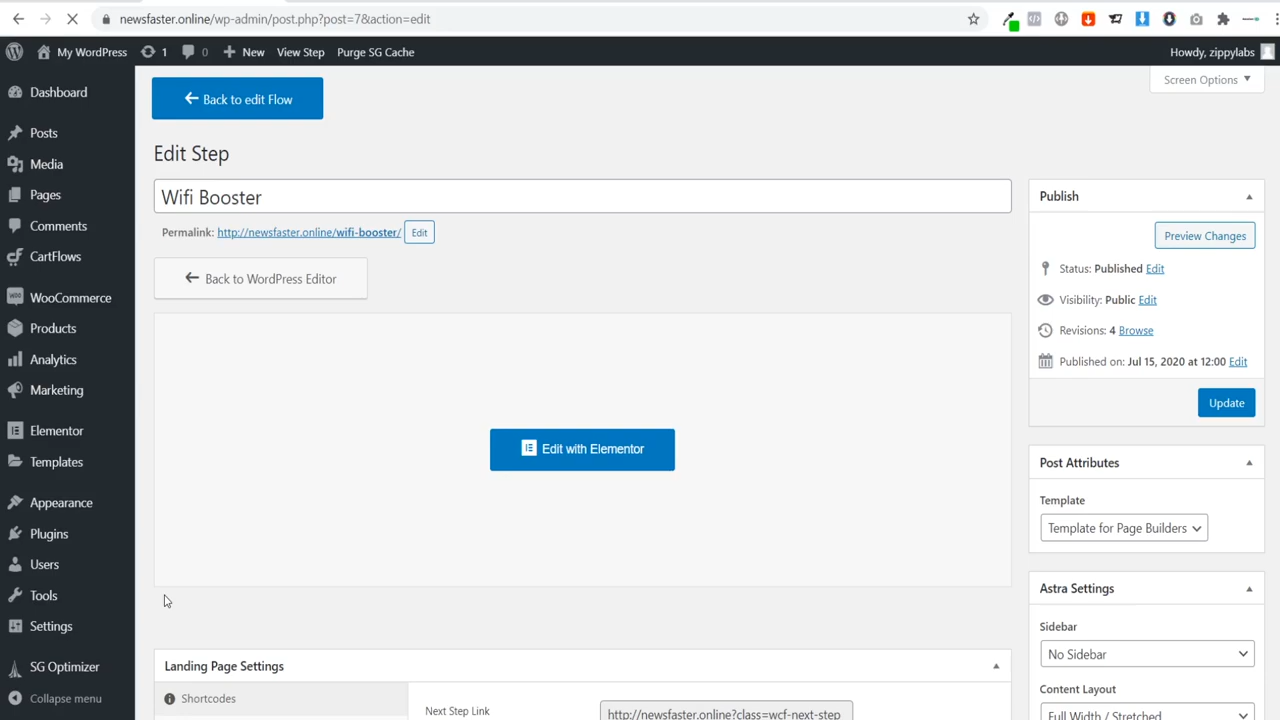 newsfaster.online/wp-admin/post.php?post=7&action=edit
My WordPress 1 0 New View Step Purge SG Cache Howdy, zippylabs
Screen Options
Back to edit Flow
Dashboard
Posts
Media
Pages
Comments
CartFlows
WooCommerce
Products
Analytics
Marketing
Elementor
Templates
Appearance
Plugins
Users
Tools
Settings
SG Optimizer
Collapse menu
Edit Step
Wifi Booster
Permalink: http://newsfaster.online/wifi-booster/ Edit
Back to WordPress Editor
Edit with Elementor
Landing Page Settings
Shortcodes
Next Step Link
http://newsfaster.online?class=wcf-next-step
Publish
Preview Changes
Status: Published Edit
Visibility: Public Edit
Revisions: 4 Browse
Published on: Jul 15, 2020 at 12:00 Edit
Update
Post Attributes
Template
Template for Page Builders
Astra Settings
Sidebar
No Sidebar
Content Layout
Full Width / Stretched